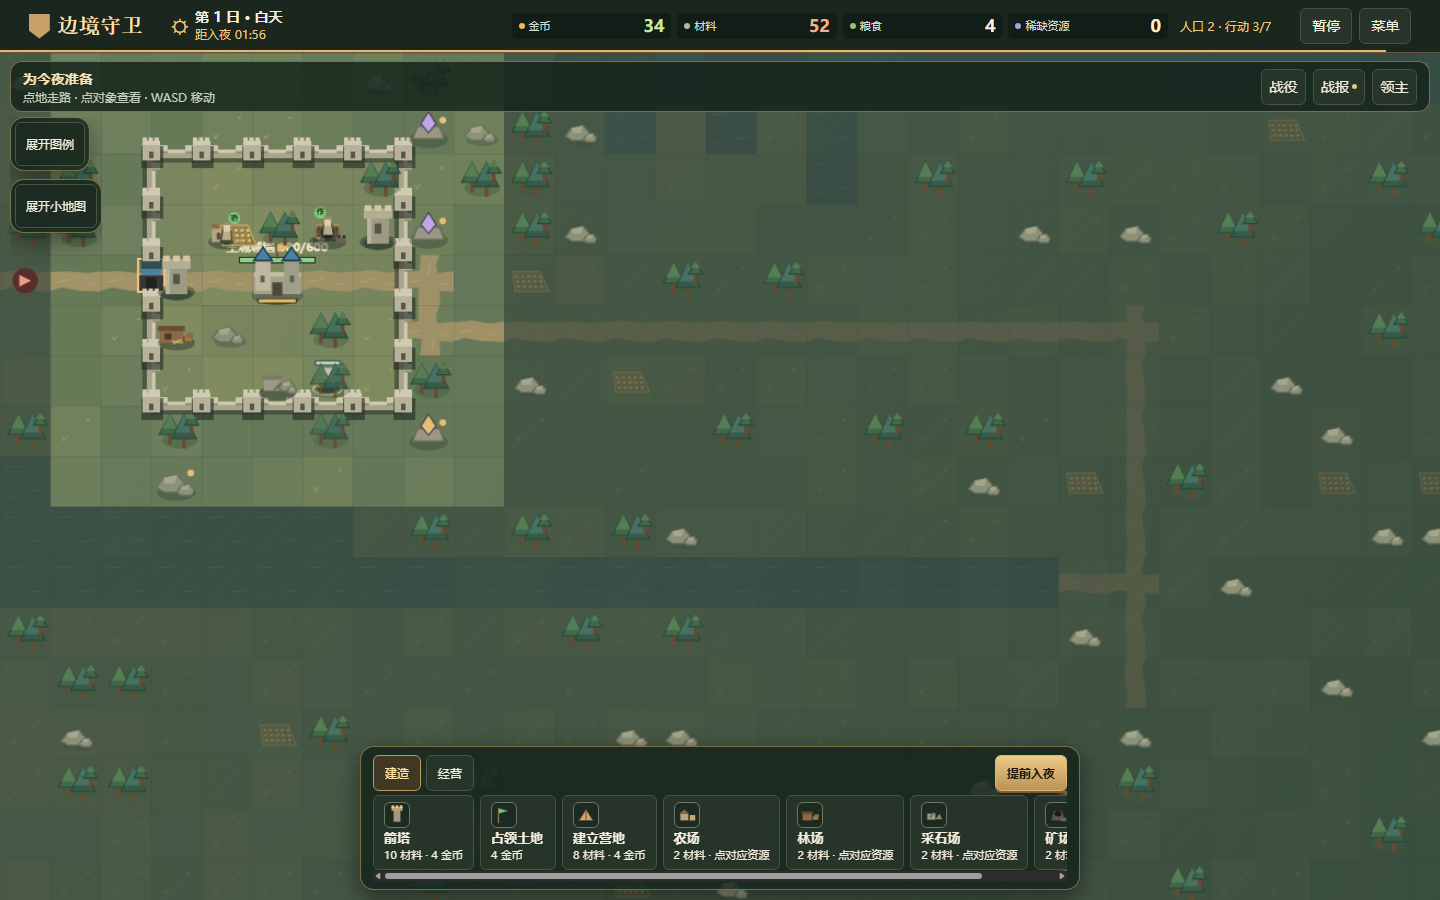 边境守卫
第 1 日 • 白天
距入夜 01:56
金币 34
材料 52
粮食 4
稀缺资源 0
人口 2 · 行动 3/7
暂停
菜单
为今夜准备
点地走路 · 点对象查看 · WASD 移动
战役
战报
领主
展开图例
展开小地图
作
建造
经营
提前入夜
箭塔
10 材料 · 4 金币
占领土地
4 金币
建立营地
8 材料 · 4 金币
农场
2 材料 · 点对应资源
林场
2 材料 · 点对应资源
采石场
2 材料 · 点对应资源
矿场
2 材